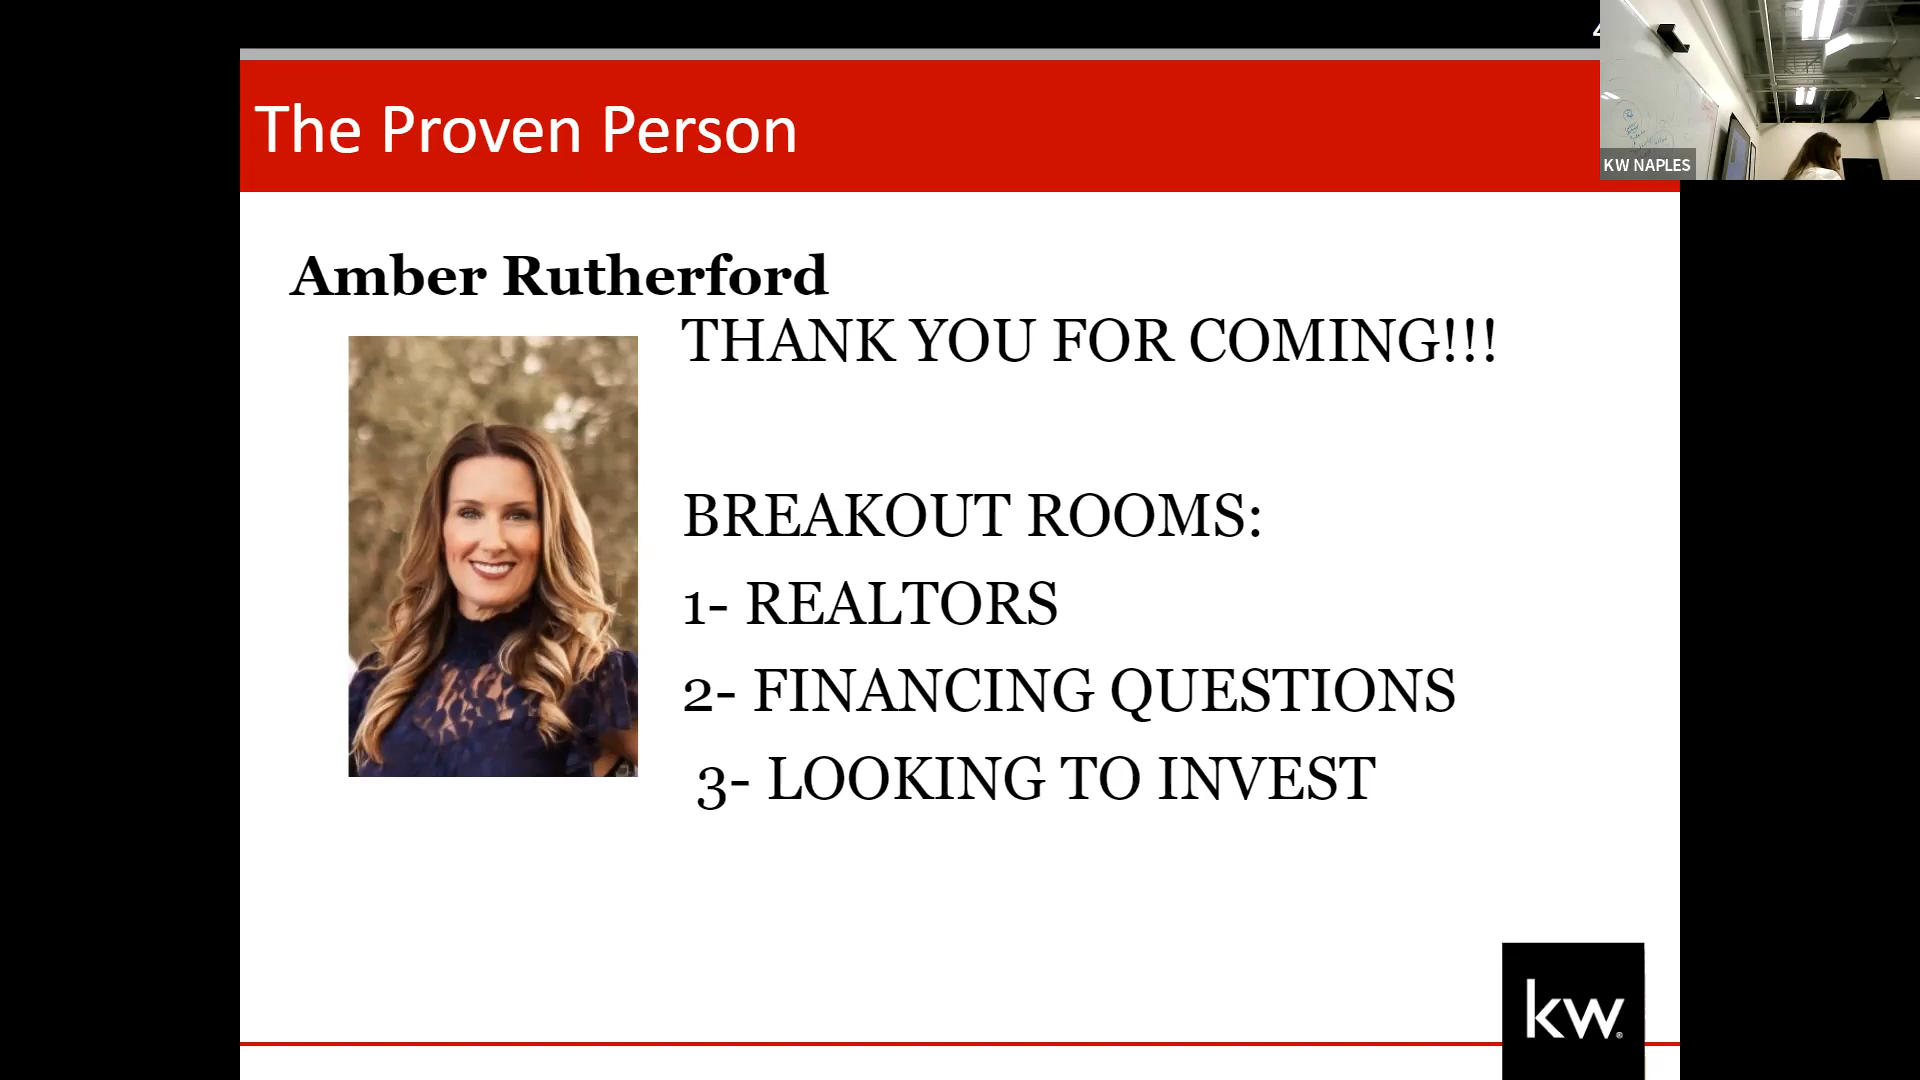 The Proven Person
KW NAPLES
Amber Rutherford
THANK YOU FOR COMING!!!
BREAKOUT ROOMS:
1- REALTORS
2- FINANCING QUESTIONS
3- LOOKING TO INVEST
kw